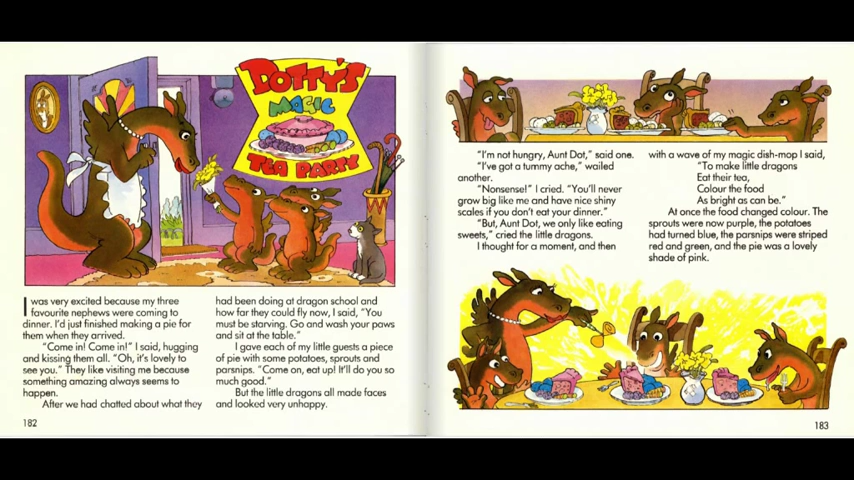 DOTTY'S
MAGIC
TEA PARTY
I was very excited because my three
favourite nephews were coming to
dinner. I'd just finished making a pie for
them when they arrived.
"Come in! Come in!" I said, hugging
and kissing them all. "Oh, it's lovely to
see you." They like visiting me because
something amazing always seems to
happen.
After we had chatted about what they
had been doing at dragon school and
how far they could fly now, I said, "You
must be starving. Go and wash your paws
and sit at the table."
I gave each of my little guests a piece
of pie with some potatoes, sprouts and
parsnips. "Come on, eat up! It'll do you so
much good."
But the little dragons all made faces
and looked very unhappy.
182
"I'm not hungry, Aunt Dot," said one.
"I've got a tummy ache," wailed
another.
"Nonsense!" I cried. "You'll never
grow big like me and have nice shiny
scales if you don't eat your dinner."
"But, Aunt Dot, we only like eating
sweets," cried the little dragons.
I thought for a moment, and then
with a wave of my magic dish-mop I said,
"To make little dragons
Eat their tea,
Colour the food
As bright as can be."
At once the food changed colour. The
sprouts were now purple, the potatoes
had turned blue, the parsnips were striped
red and green, and the pie was a lovely
shade of pink.
183